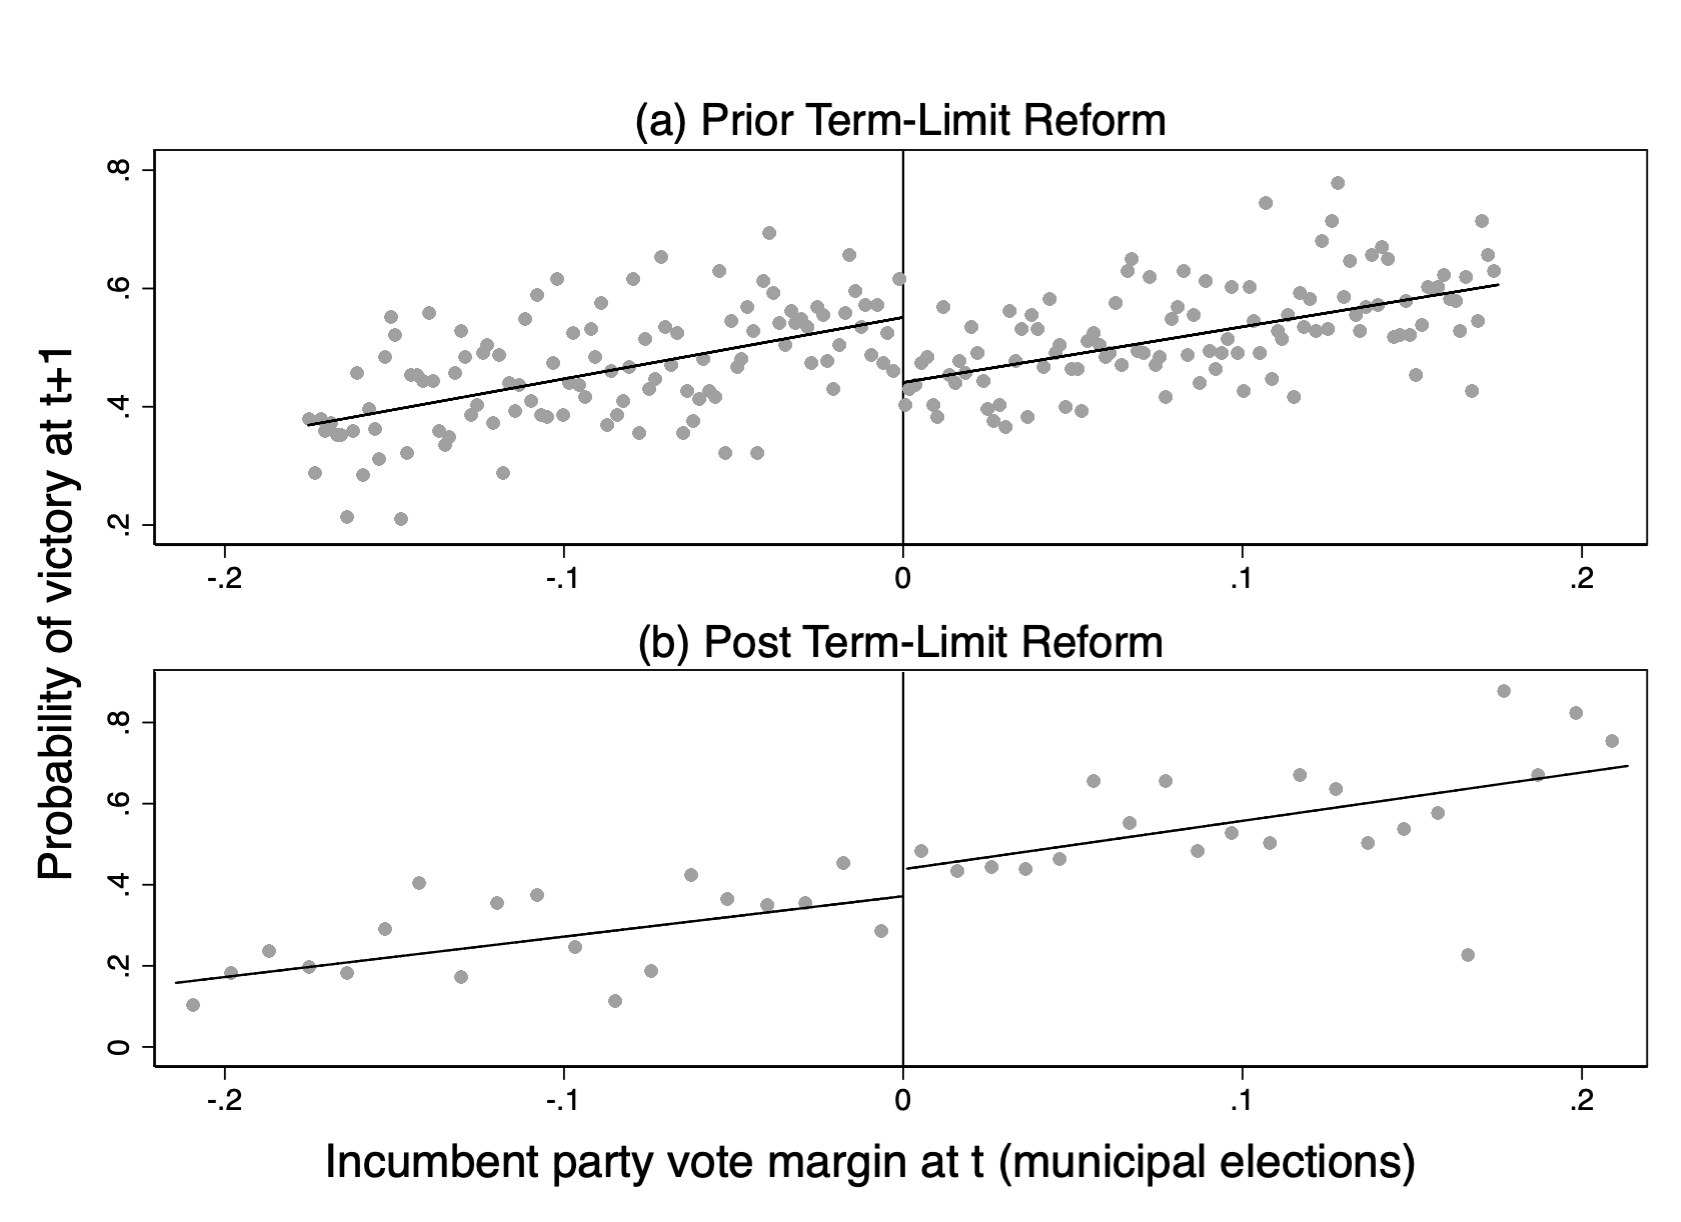 (a) Prior Term-Limit Reform
.8
.6
.4
.2
-.2 -.1 0 .1 .2
Probability of victory at t+1
(b) Post Term-Limit Reform
.8
.6
.4
.2
0
-.2 -.1 0 .1 .2
Incumbent party vote margin at t (municipal elections)